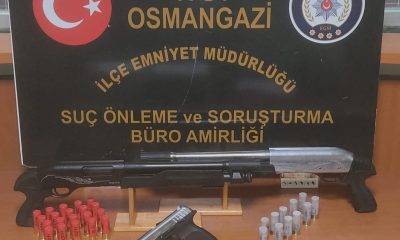 OSMANGAZİ
İLÇE EMNİYET MÜDÜRLÜĞÜ
SUÇ ÖNLEME ve SORUŞTURMA
BÜRO AMİRLİĞİ